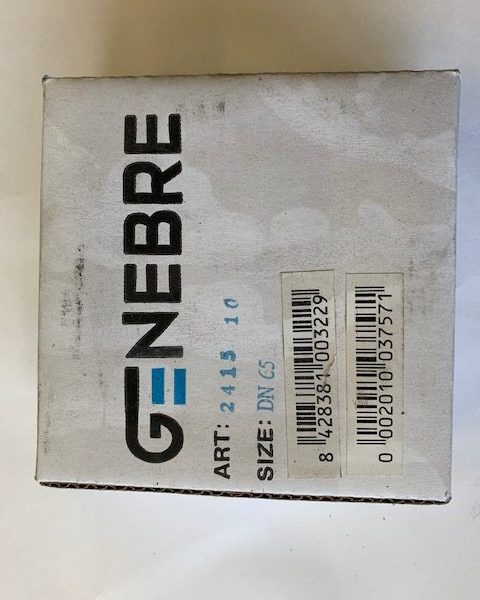 GENEBRE
ART: 2415 10
SIZE: DN 65
8 428381 003229
0 002010 037571